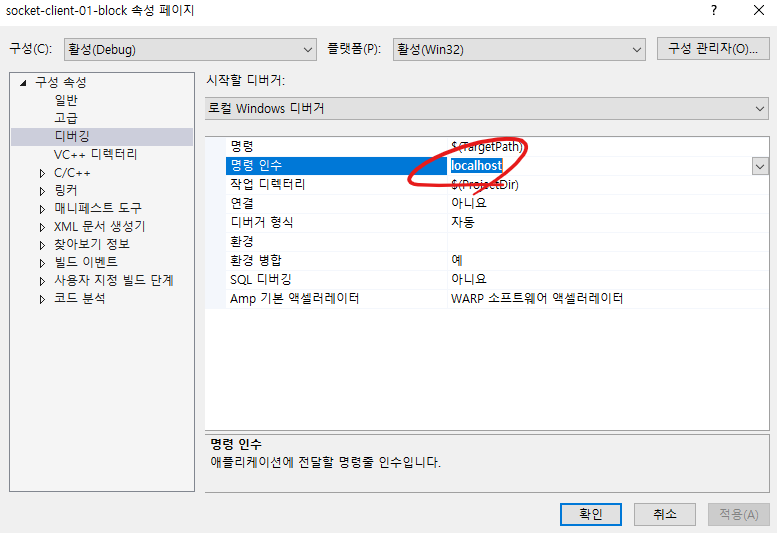 socket-client-01-block 속성 페이지
?
구성(C): 활성(Debug) 플랫폼(P): 활성(Win32) 구성 관리자(O)...
구성 속성
일반
고급
디버깅
VC++ 디렉터리
C/C++
링커
매니페스트 도구
XML 문서 생성기
찾아보기 정보
빌드 이벤트
사용자 지정 빌드 단계
코드 분석
시작할 디버거:
로컬 Windows 디버거
명령 $(TargetPath)
명령 인수 localhost
작업 디렉터리 $(ProjectDir)
연결 아니요
디버거 형식 자동
환경
환경 병합 예
SQL 디버깅 아니요
Amp 기본 액셀러레이터 WARP 소프트웨어 액셀러레이터
명령 인수
애플리케이션에 전달할 명령줄 인수입니다.
확인 취소 적용(A)